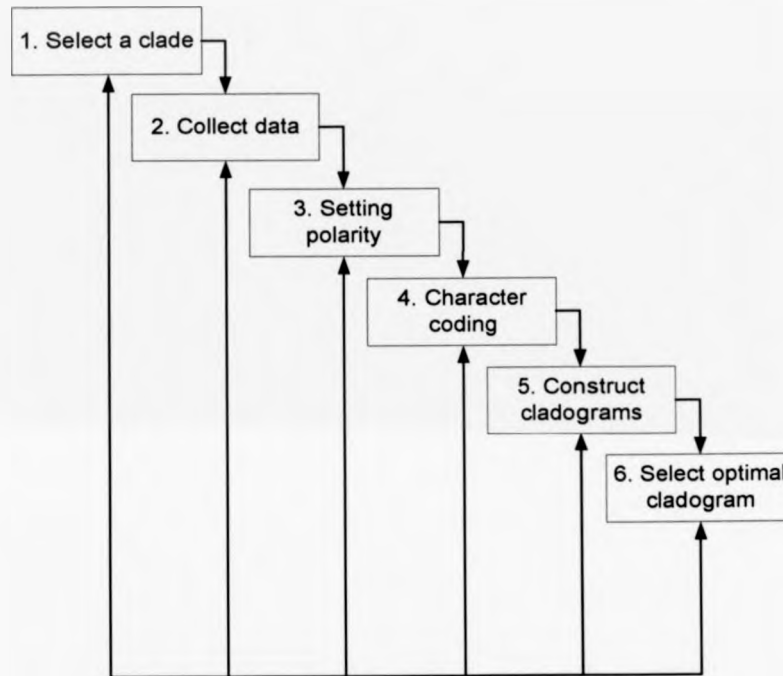 1. Select a clade
2. Collect data
3. Setting
polarity
4. Character
coding
5. Construct
cladograms
6. Select optimal
cladogram